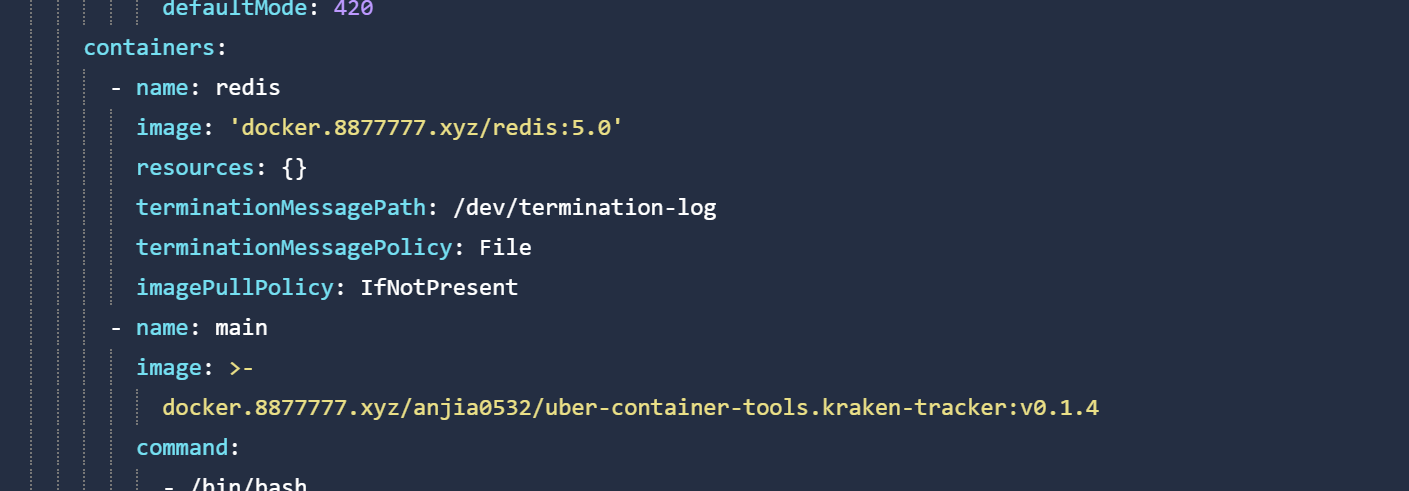 defaultMode: 420
containers:
- name: redis
image: 'docker.8877777.xyz/redis:5.0'
resources: {}
terminationMessagePath: /dev/termination-log
terminationMessagePolicy: File
imagePullPolicy: IfNotPresent
- name: main
image: >-
docker.8877777.xyz/anjia0532/uber-container-tools.kraken-tracker:v0.1.4
command:
- /bin/bash